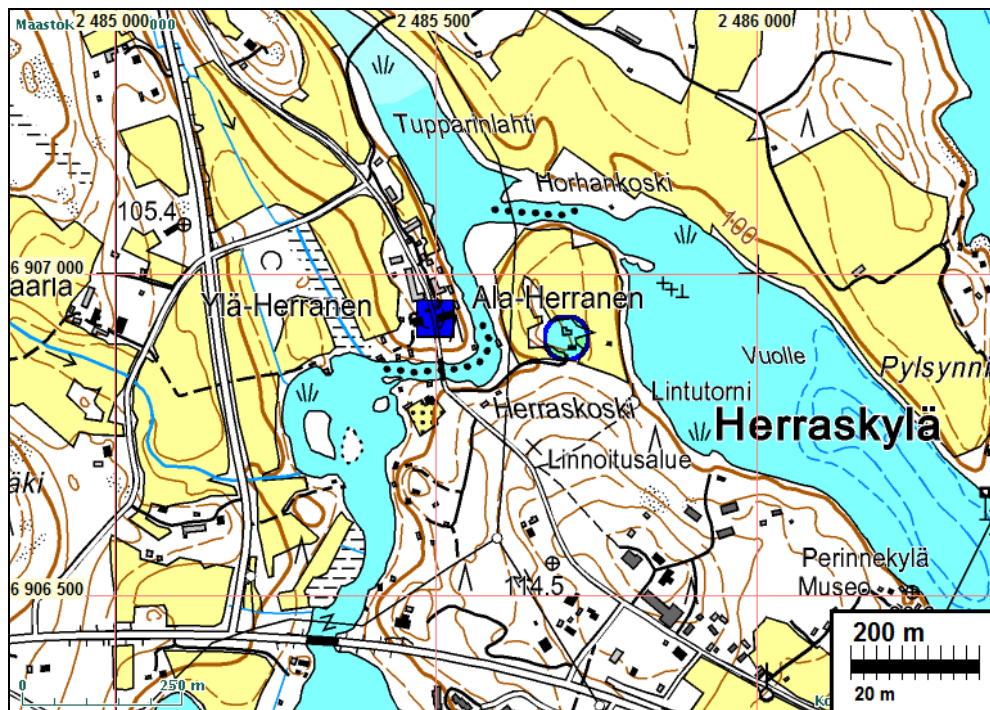 Maastok 000
2 485 000
2 485 500
2 486 000
Tupparinlahti
Horhankoski
105.4
100
6 907 000
aarla
Ylä-Herranen
Ala-Herranen
Vuolle
Pylsynni
Lintutorni
Herraskoski
Herraskylä
Linnoitusalue
äki
Perinnekylä
Museo
114.5
6 906 500
200 m
20 m
0 250 m